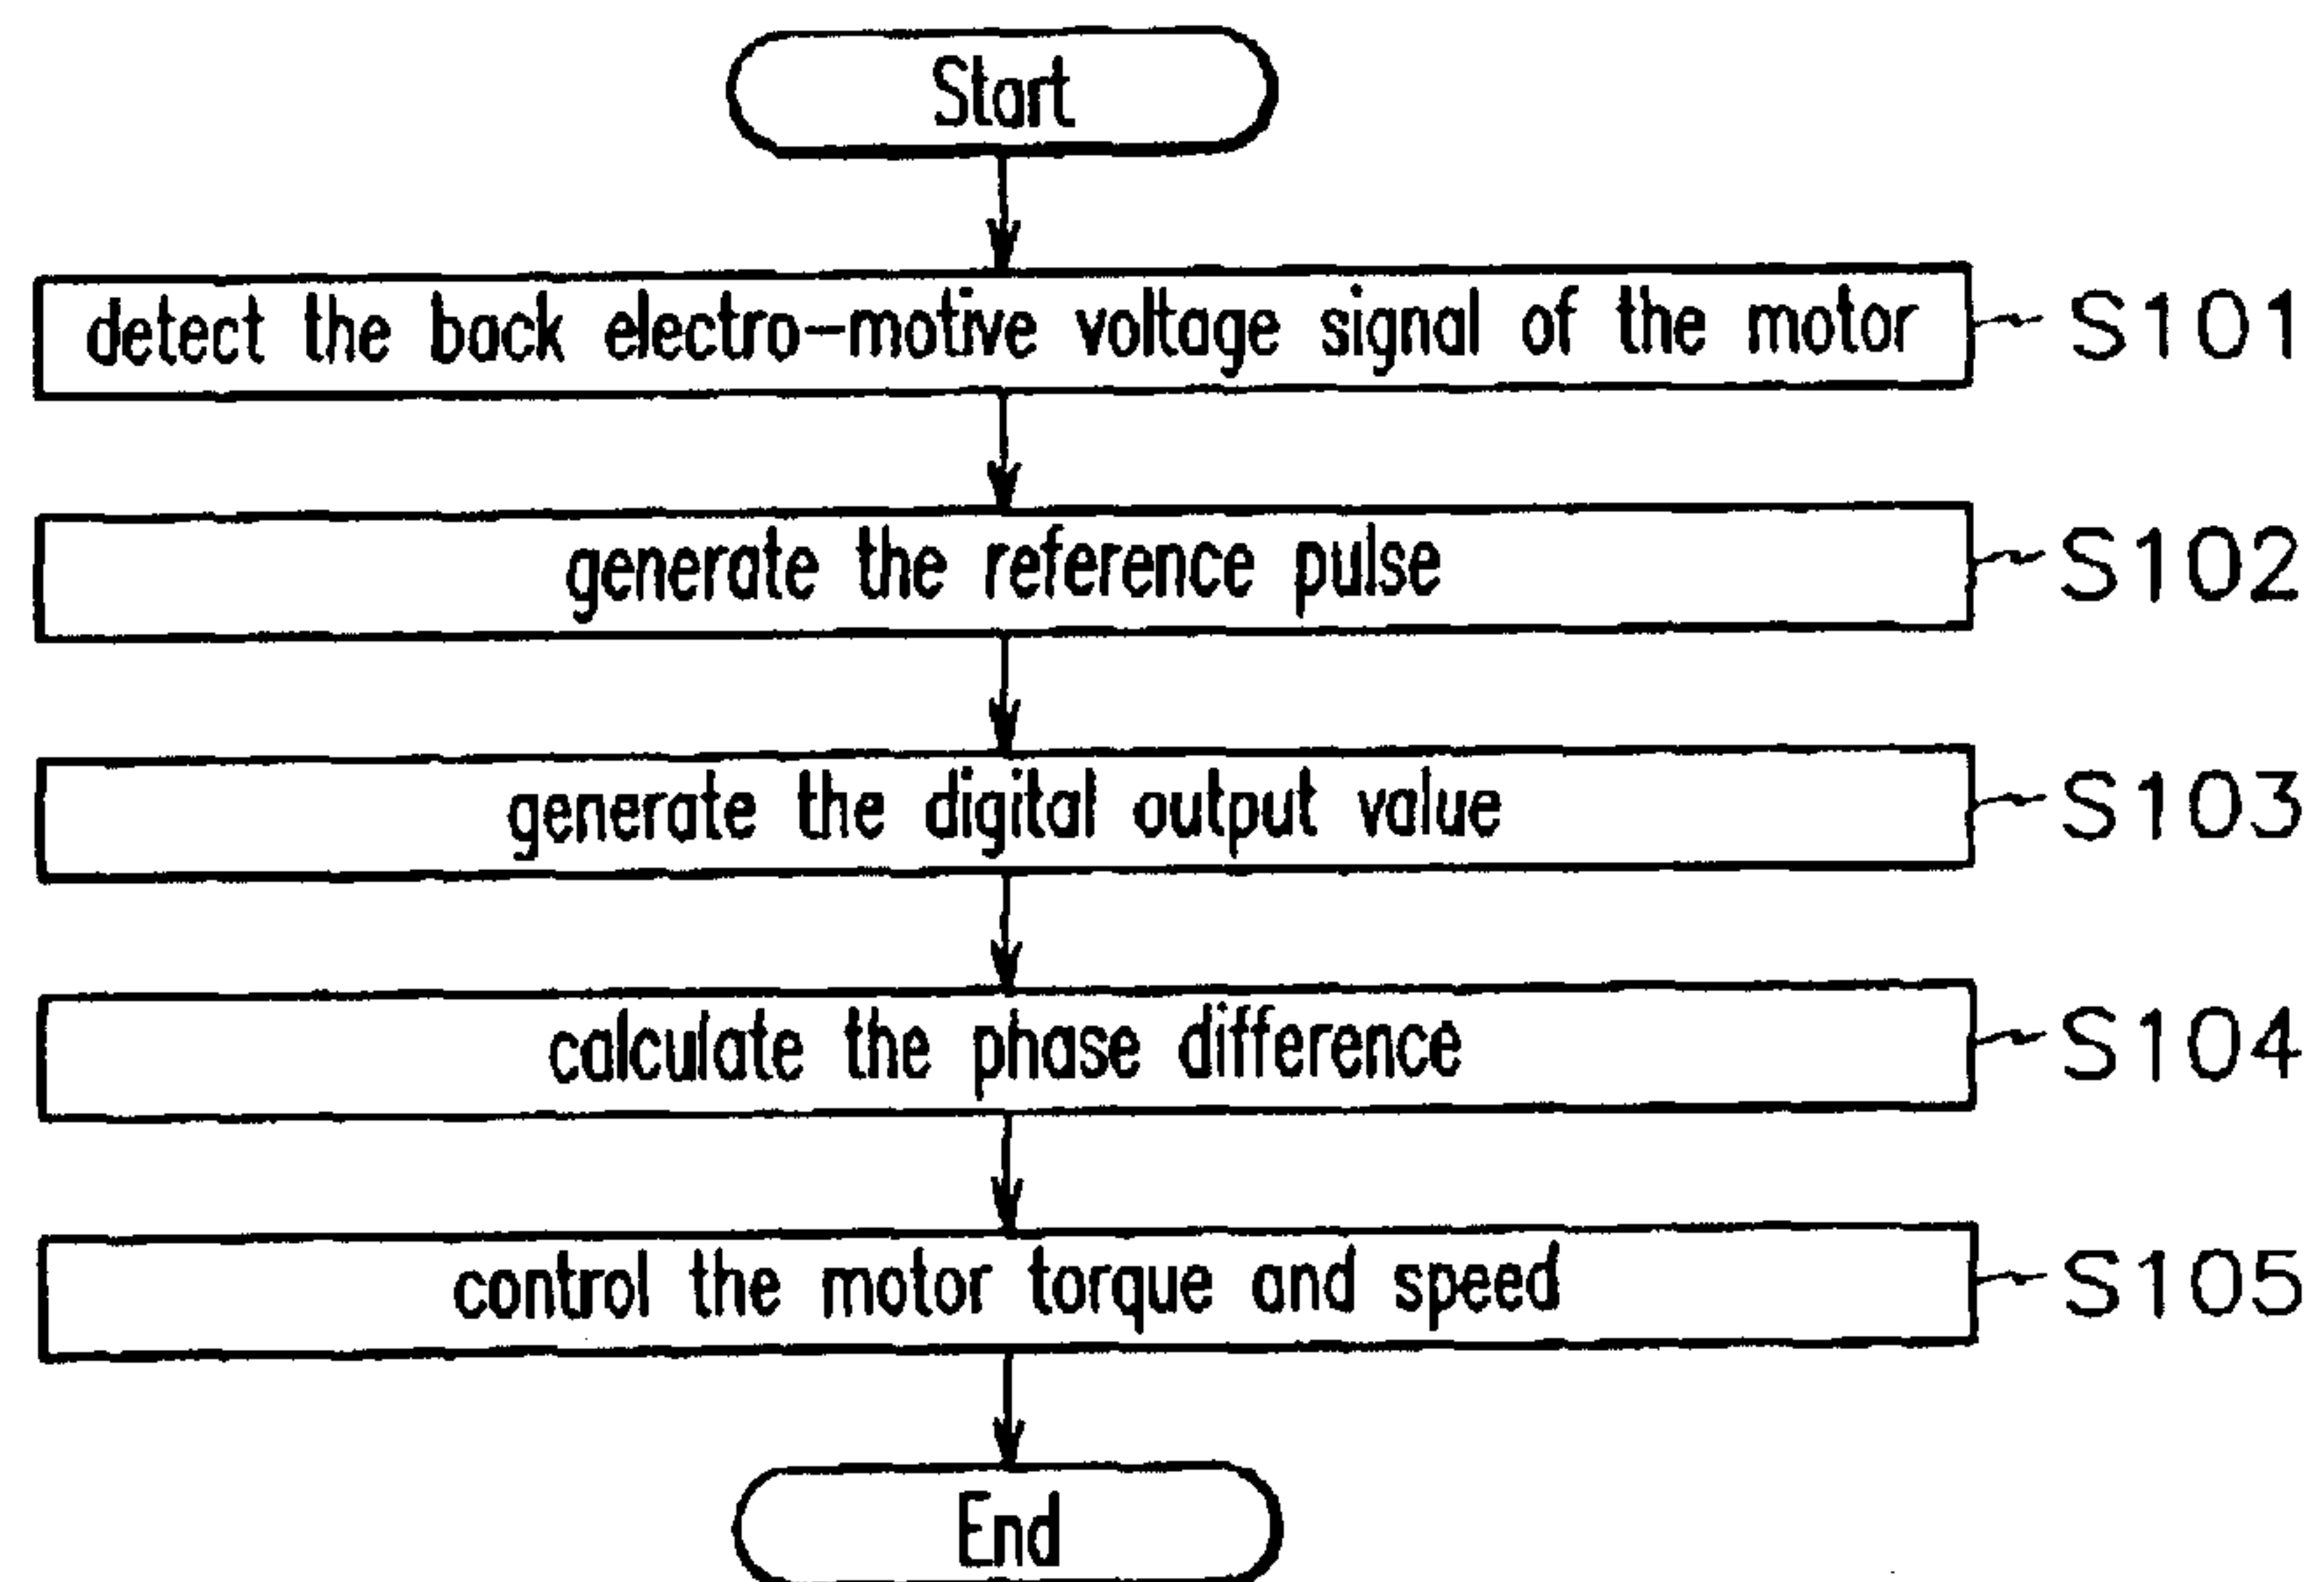 Start
detect the back electro-motive voltage signal of the motor S101
generate the reference pulse S102
generate the digital output value S103
calculate the phase difference S104
control the motor torque and speed S105
End